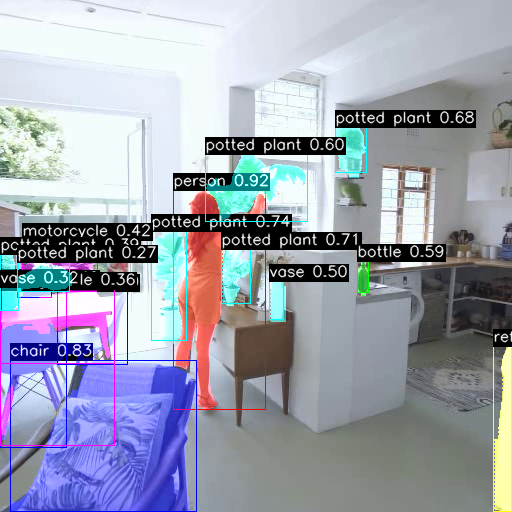 potted plant 0.68
potted plant 0.60
person 0.92
potted plant 0.74
motorcycle 0.42
potted plant 0.39
potted plant 0.71
potted plant 0.27
bottle 0.59
vase 0.50
vase 0.32
le 0.36
chair 0.83
ref